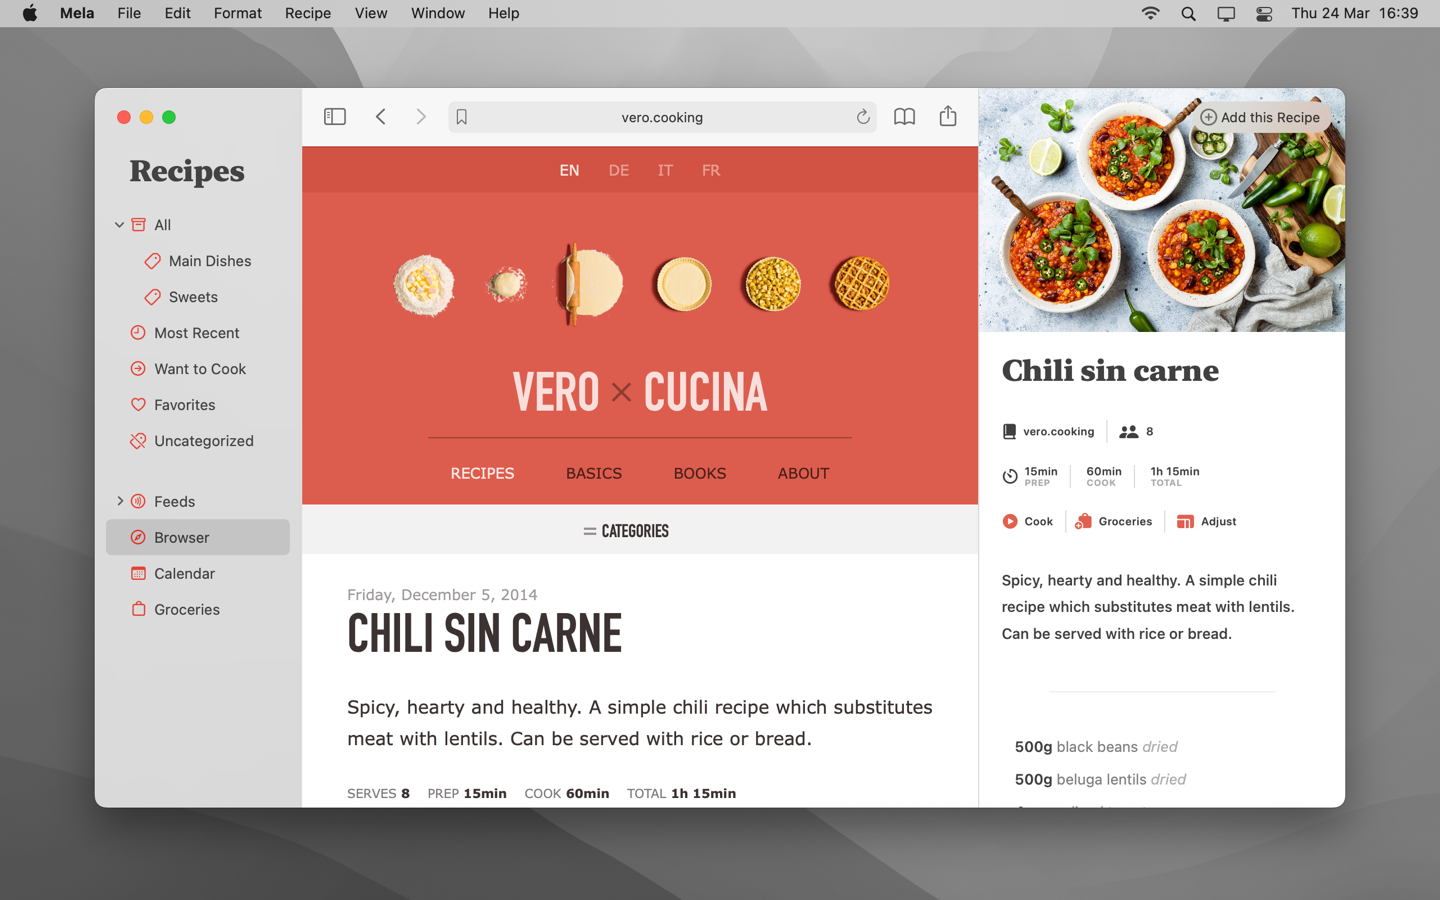 Mela File Edit Format Recipe View Window Help Thu 24 Mar 16:39
Recipes
All
Main Dishes
Sweets
Most Recent
Want to Cook
Favorites
Uncategorized
Feeds
Browser
Calendar
Groceries
vero.cooking
EN DE IT FR
VERO × CUCINA
RECIPES BASICS BOOKS ABOUT
CATEGORIES
Friday, December 5, 2014
CHILI SIN CARNE
Spicy, hearty and healthy. A simple chili recipe which substitutes
meat with lentils. Can be served with rice or bread.
SERVES 8 PREP 15min COOK 60min TOTAL 1h 15min
Add this Recipe
Chili sin carne
vero.cooking 8
15min 60min 1h 15min
PREP COOK TOTAL
Cook Groceries Adjust
Spicy, hearty and healthy. A simple chili
recipe which substitutes meat with lentils.
Can be served with rice or bread.
500g black beans dried
500g beluga lentils dried